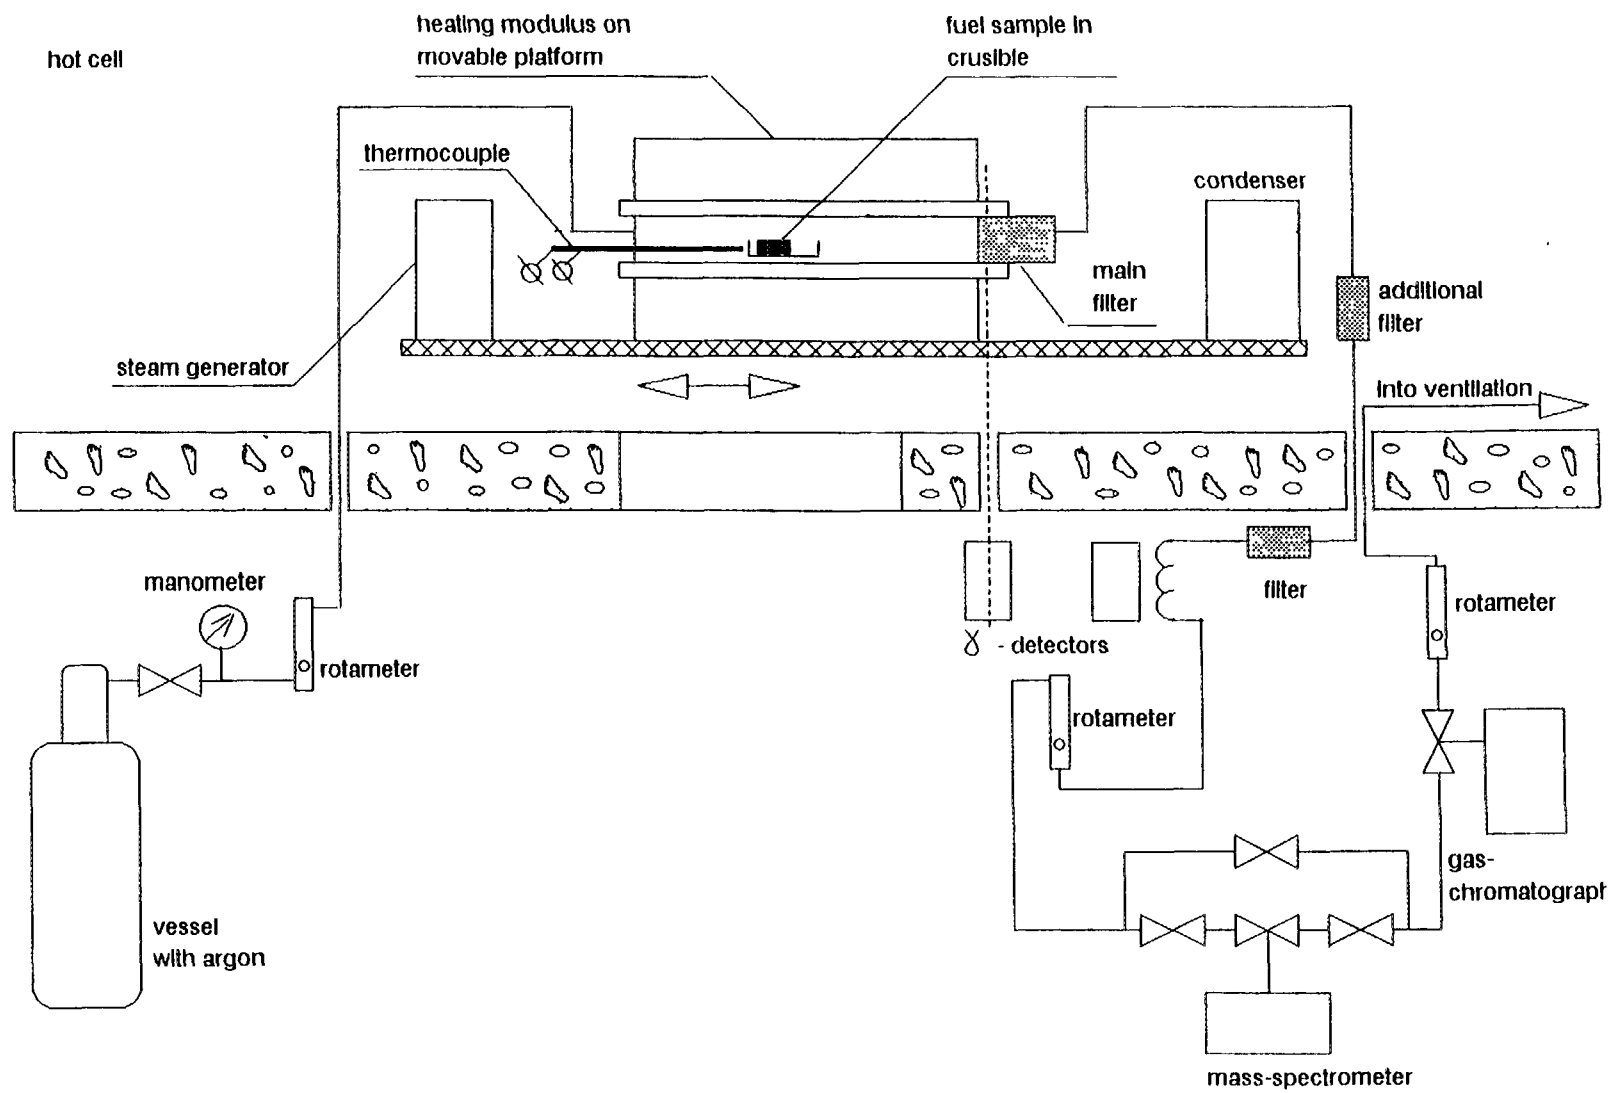 heating modulus on
movable platform
fuel sample in
crusible
hot cell
thermocouple
condenser
main
filter
additional
filter
steam generator
into ventilation
manometer
filter
rotameter
- detectors
rotameter
rotameter
gas-
chromatograph
vessel
with argon
mass-spectrometer